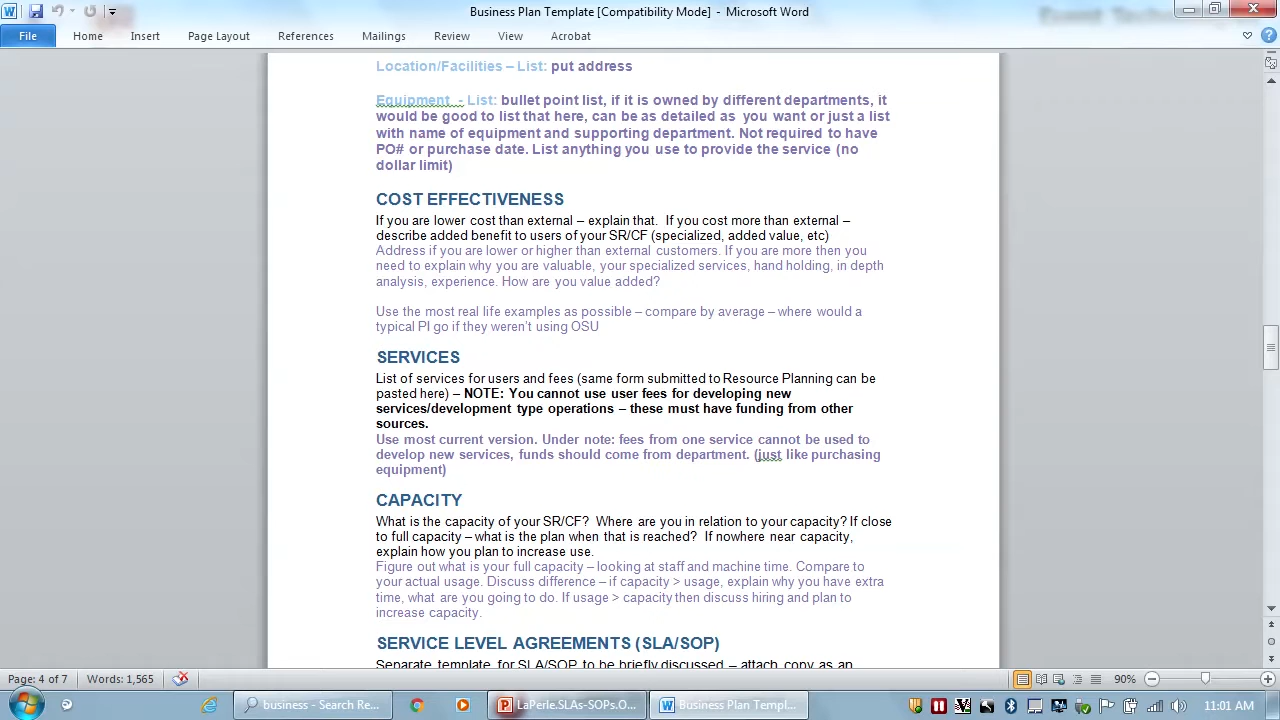 Business Plan Template [Compatibility Mode] - Microsoft Word
File Home Insert Page Layout References Mailings Review View Acrobat
Location/Facilities – List: put address
Equipment - List: bullet point list, if it is owned by different departments, it
would be good to list that here, can be as detailed as you want or just a list
with name of equipment and supporting department. Not required to have
PO# or purchase date. List anything you use to provide the service (no
dollar limit)
COST EFFECTIVENESS
If you are lower cost than external – explain that. If you cost more than external –
describe added benefit to users of your SR/CF (specialized, added value, etc)
Address if you are lower or higher than external customers. If you are more then you
need to explain why you are valuable, your specialized services, hand holding, in depth
analysis, experience. How are you value added?
Use the most real life examples as possible – compare by average – where would a
typical PI go if they weren't using OSU
SERVICES
List of services for users and fees (same form submitted to Resource Planning can be
pasted here) – NOTE: You cannot use user fees for developing new
services/development type operations – these must have funding from other
sources.
Use most current version. Under note: fees from one service cannot be used to
develop new services, funds should come from department. (just like purchasing
equipment)
CAPACITY
What is the capacity of your SR/CF? Where are you in relation to your capacity? If close
to full capacity – what is the plan when that is reached? If nowhere near capacity,
explain how you plan to increase use.
Figure out what is your full capacity – looking at staff and machine time. Compare to
your actual usage. Discuss difference – if capacity > usage, explain why you have extra
time, what are you going to do. If usage > capacity then discuss hiring and plan to
increase capacity.
SERVICE LEVEL AGREEMENTS (SLA/SOP)
Separate template for SLA/SOP to be briefly discussed – attach copy as an
Page: 4 of 7 Words: 1,565 90%
business - Search Re... LaPerle.SLAs-SOPs.O... Business Plan Templ... 11:01 AM